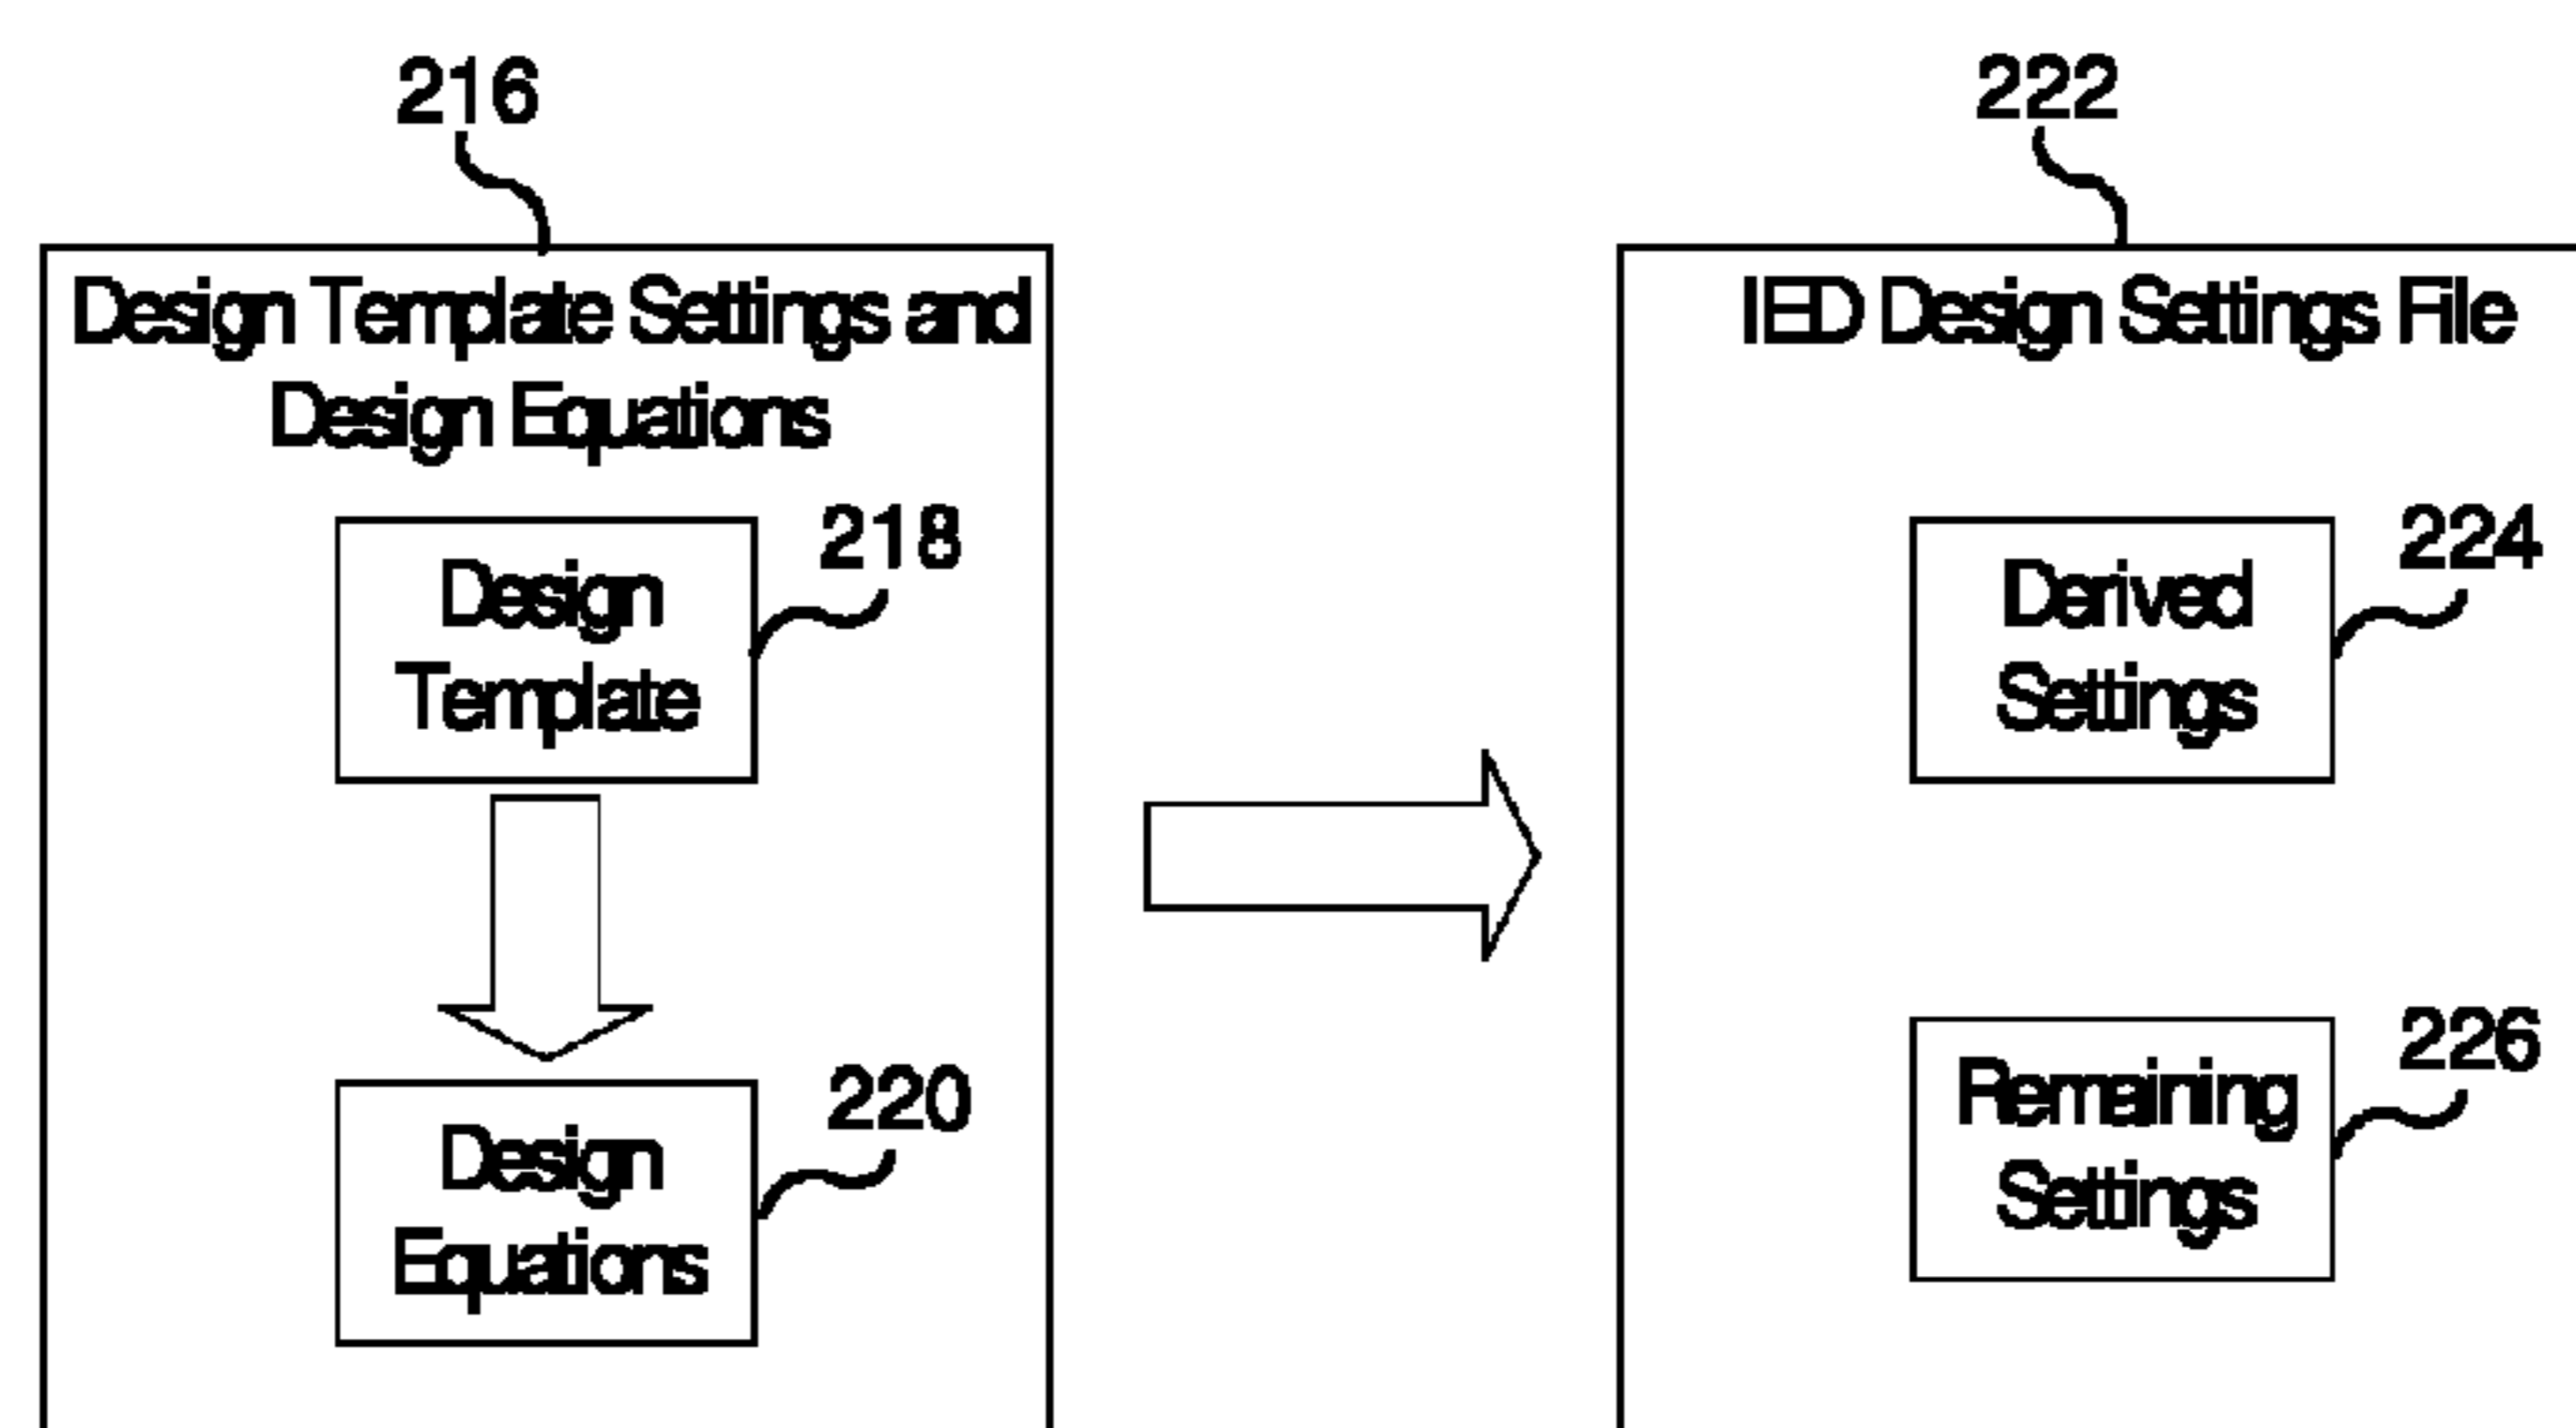 216
Design Template Settings and
Design Equations
218
Design
Template
220
Design
Equations
222
IED Design Settings File
224
Derived
Settings
226
Remaining
Settings